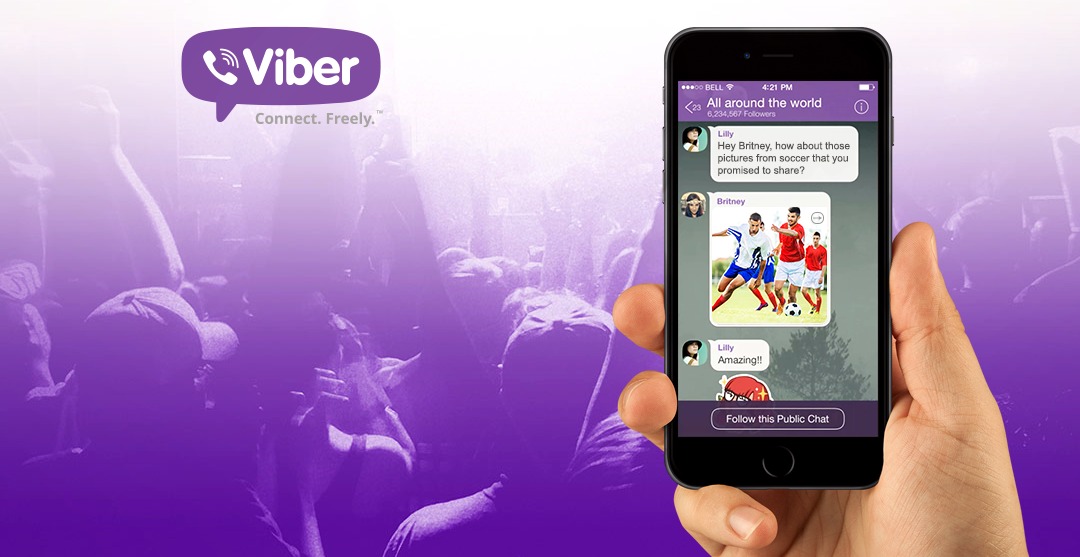 Viber
Connect. Freely.™
BELL 4:21 PM
23 All around the world
6,234,567 Followers
Lilly
Hey Britney, how about those
pictures from soccer that you
promised to share?
Britney
Lilly
Amazing!!
Follow this Public Chat